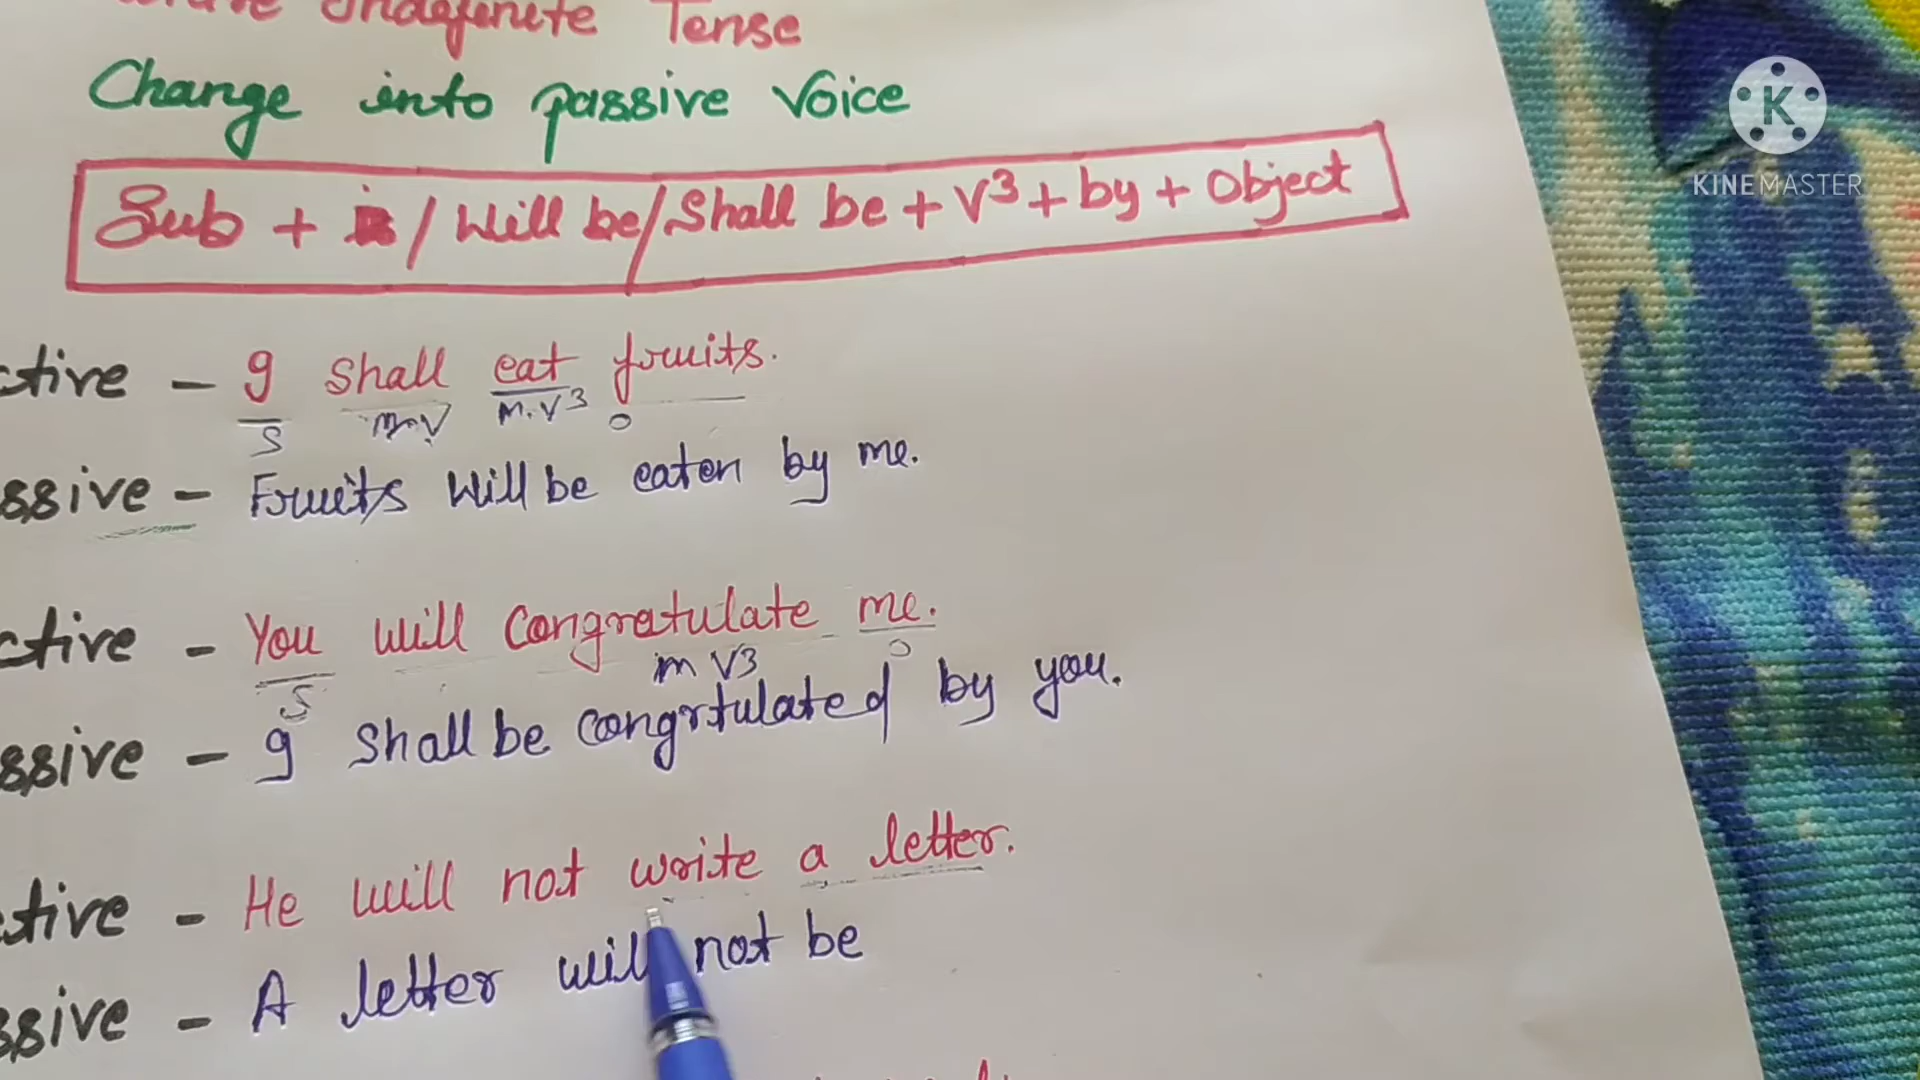 Indefinite Tense
Change into passive Voice
K
KINEMASTER
Sub + / Will be/Shall be + V3 + by + Object
ctive - I shall eat fruits.
S m.v m.v3 o
ssive - Fruits will be eaten by me.
ctive - You will congratulate me.
S m v3 o
ssive - I shall be congrtulated by you.
ctive - He will not write a letter.
ssive - A letter will not be